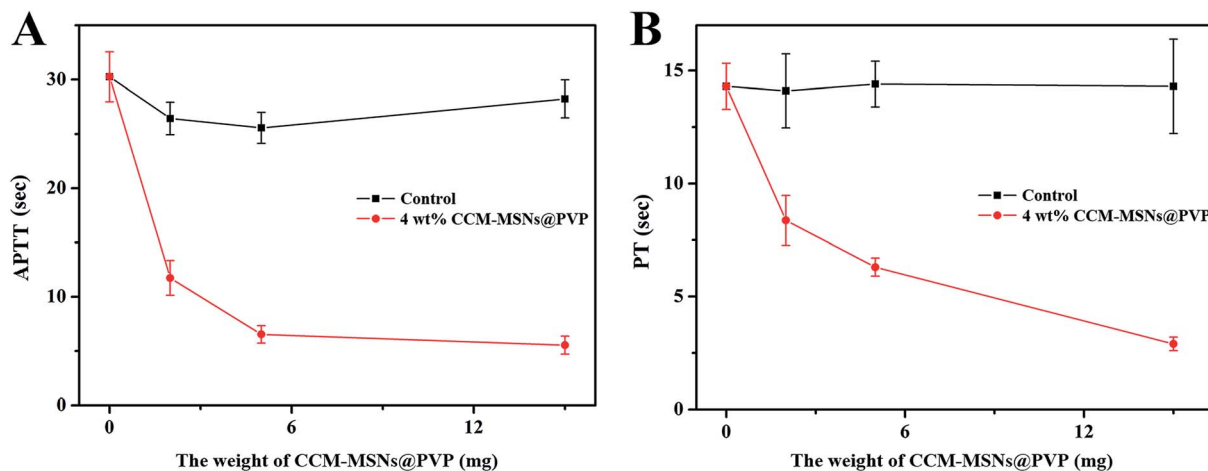 A
APTT (sec)
30
20
10
0
Control
4 wt% CCM-MSNs@PVP
0
6
12
The weight of CCM-MSNs@PVP (mg)
B
PT (sec)
15
10
5
0
Control
4 wt% CCM-MSNs@PVP
0
6
12
The weight of CCM-MSNs@PVP (mg)